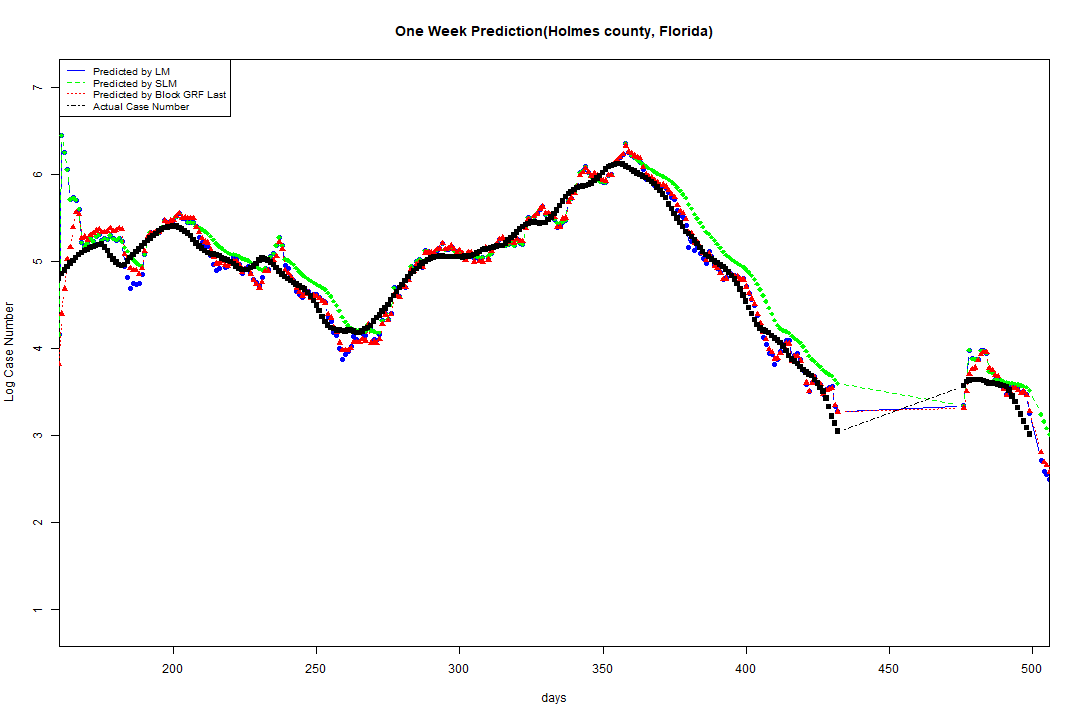 One Week Prediction(Holmes county, Florida)
Predicted by LM
Predicted by SLM
Predicted by Block GRF Last
Actual Case Number
7
6
5
4
3
2
1
Log Case Number
200 250 300 350 400 450 500
days